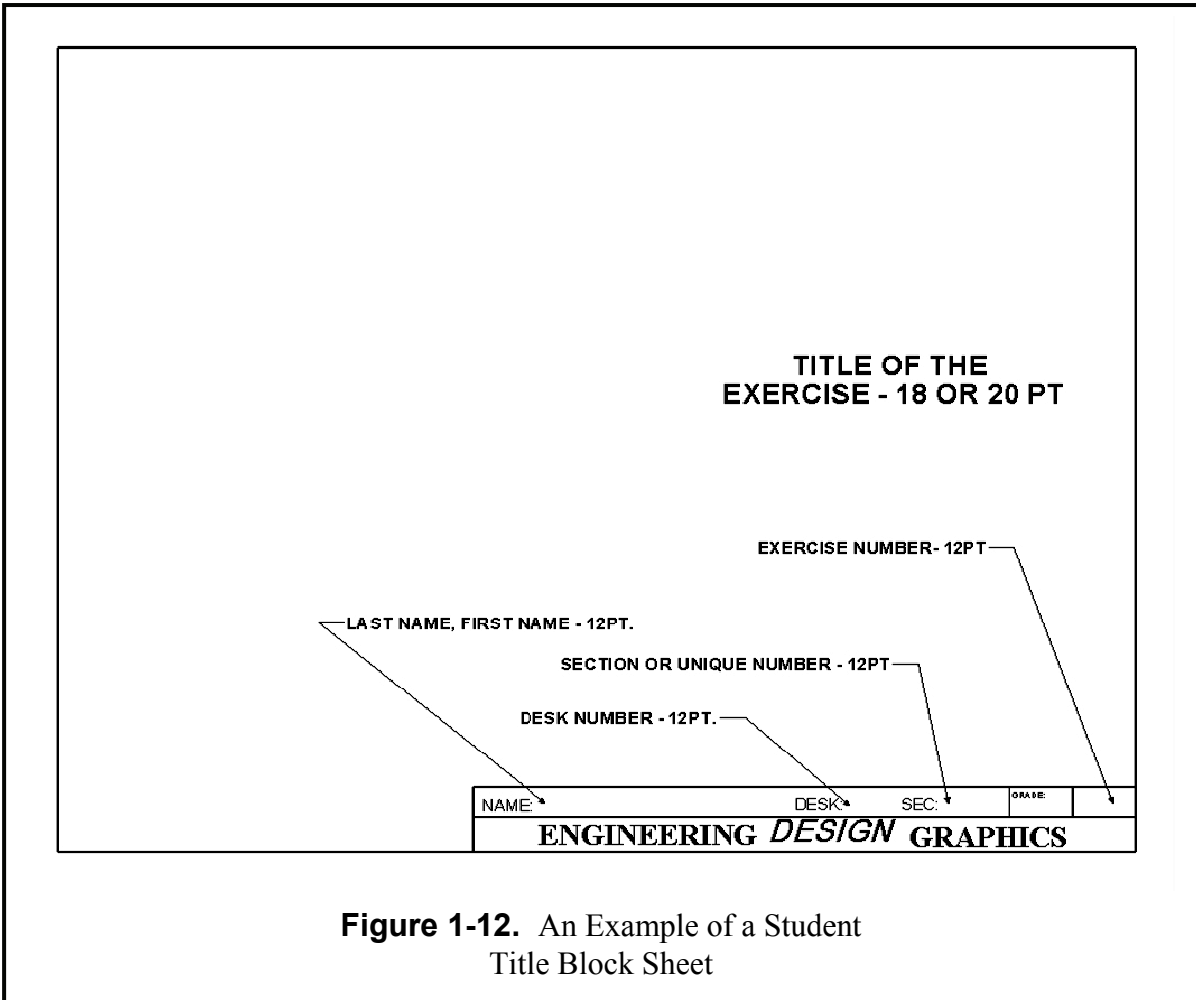 TITLE OF THE
EXERCISE - 18 OR 20 PT
EXERCISE NUMBER- 12PT
LAST NAME, FIRST NAME - 12PT.
SECTION OR UNIQUE NUMBER - 12PT
DESK NUMBER - 12PT.
NAME: DESK: SEC: GRADE:
ENGINEERING DESIGN GRAPHICS
Figure 1-12. An Example of a Student
Title Block Sheet